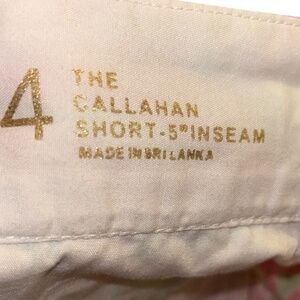 4
THE
CALLAHAN
SHORT-5"INSEAM
MADE IN SRI LANKA